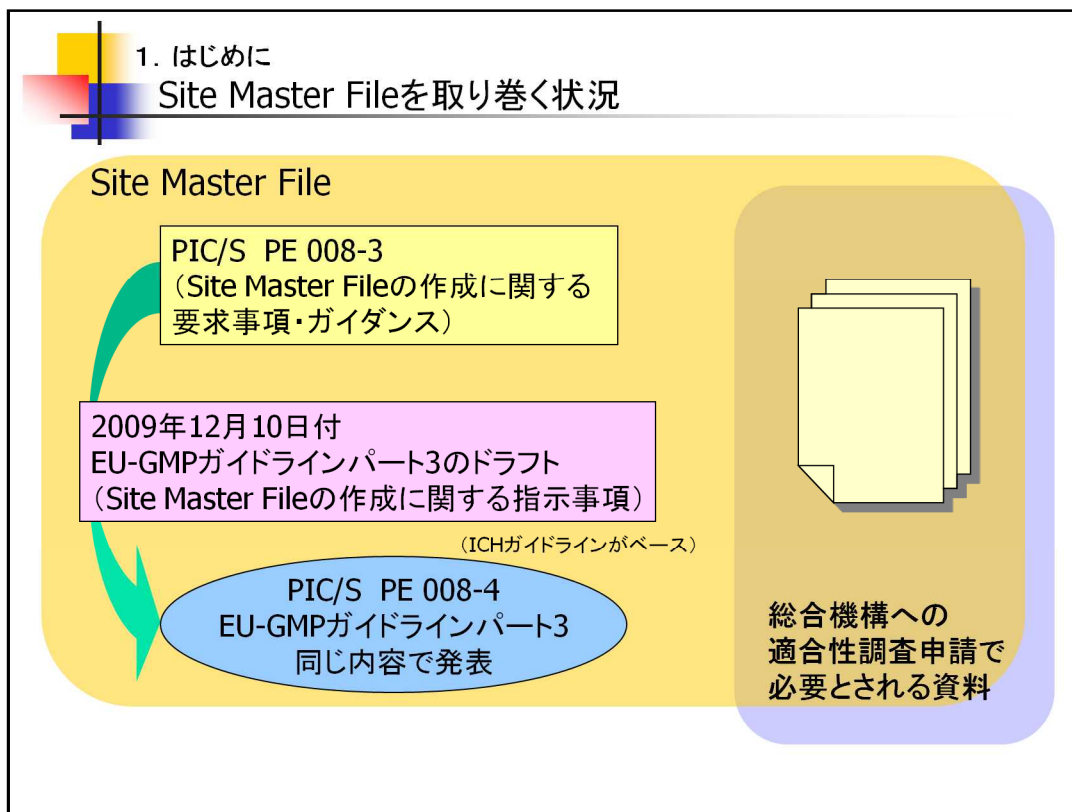 1．はじめに
Site Master Fileを取り巻く状況
Site Master File
PIC/S PE 008-3
（Site Master Fileの作成に関する
要求事項・ガイダンス）
2009年12月10日付
EU-GMPガイドラインパート3のドラフト
（Site Master Fileの作成に関する指示事項）
（ICHガイドラインがベース）
PIC/S PE 008-4
EU-GMPガイドラインパート3
同じ内容で発表
総合機構への
適合性調査申請で
必要とされる資料